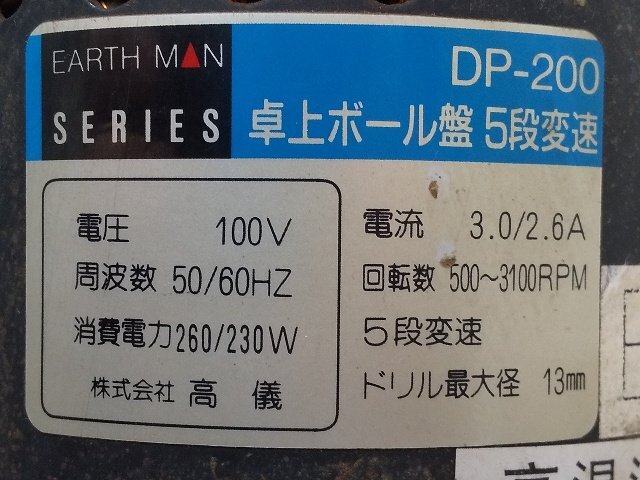 EARTH MAN
SERIES
DP-200
卓上ボール盤 5段変速
電圧 100V
周波数 50/60HZ
消費電力 260/230W
株式会社 高儀
電流 3.0/2.6A
回転数 500〜3100RPM
5段変速
ドリル最大径 13mm